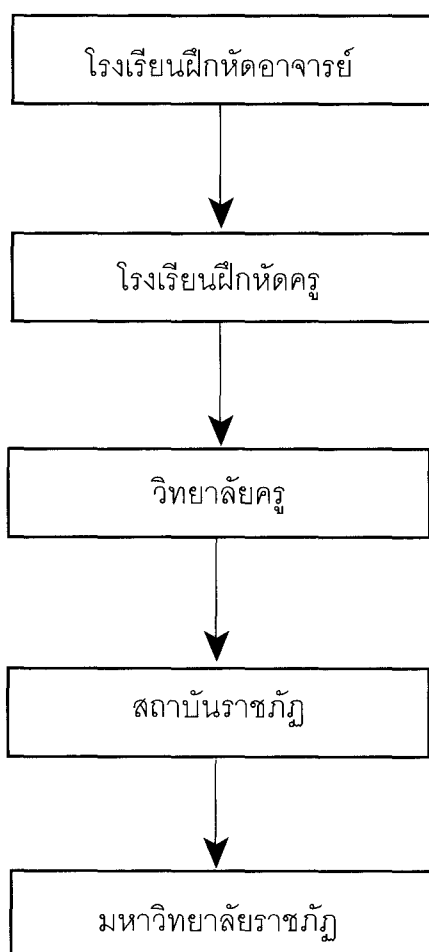 โรงเรียนฝึกหัดอาจารย์
โรงเรียนฝึกหัดครู
วิทยาลัยครู
สถาบันราชภัฏ
มหาวิทยาลัยราชภัฏ